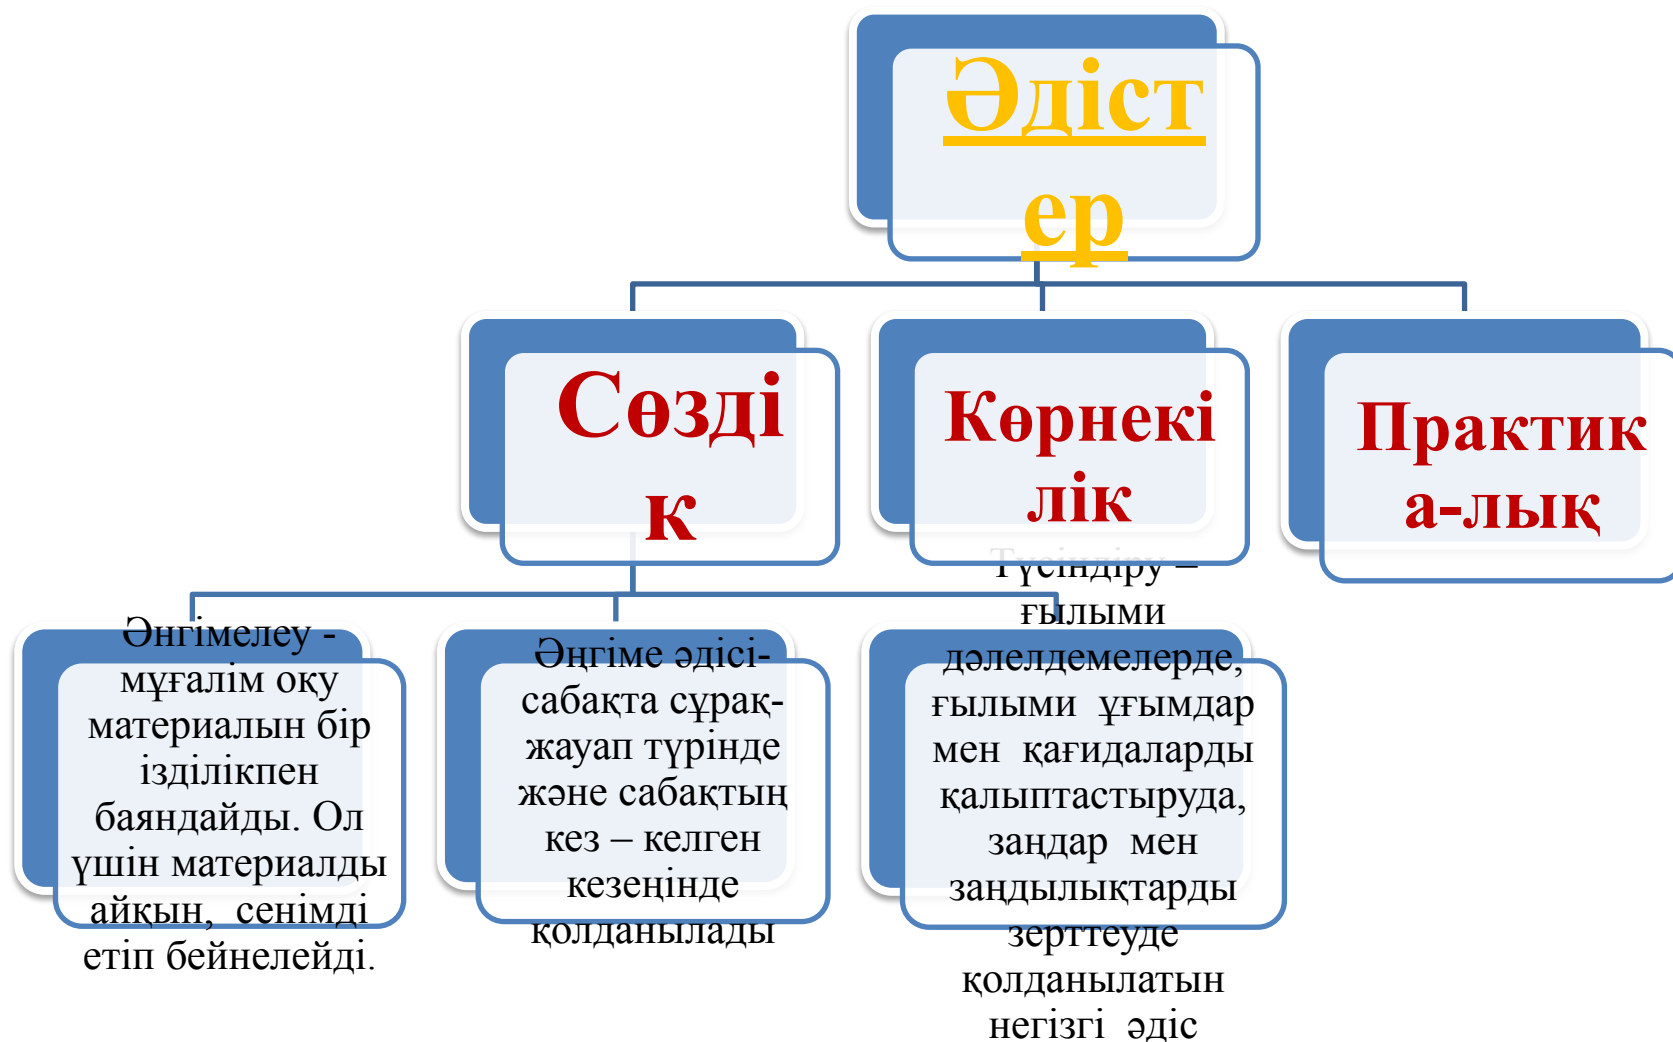 Әдіст
ер
Сөзді
к
Көрнекі
лік
Практик
а-лық
Әнгімелеу -
мұғалім оқу
материалын бір
ізділікпен
баяндайды. Ол
үшін материалды
айқын, сенімді
етіп бейнелейді.
Әңгіме әдісі-
сабақта сұрақ-
жауап түрінде
және сабақтың
кез – келген
кезеңінде
қолданылады
Түсіндіру –
ғылыми
дәлелдемелерде,
ғылыми ұғымдар
мен қағидаларды
қалыптастыруда,
заңдар мен
заңдылықтарды
зерттеуде
қолданылатын
негізгі әдіс